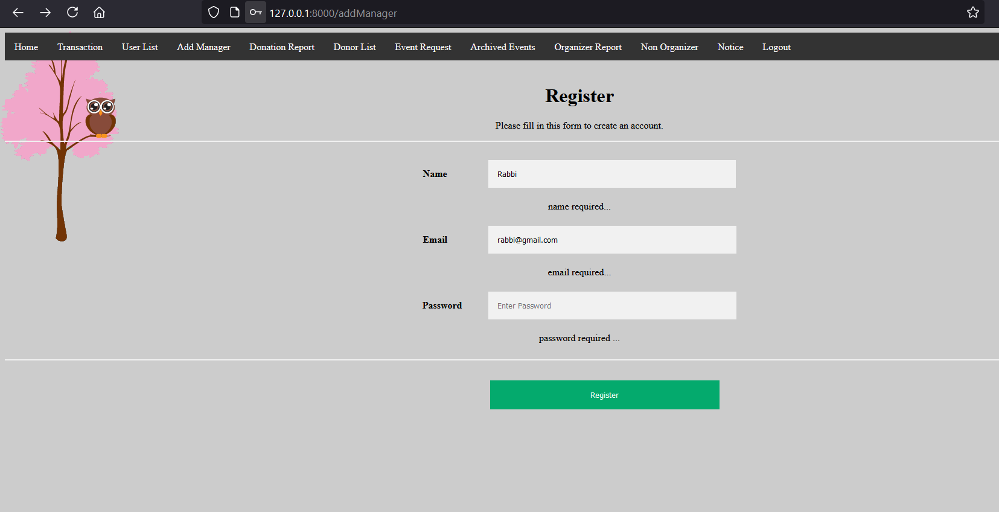 127.0.0.1:8000/addManager
Home Transaction User List Add Manager Donation Report Donor List Event Request Archived Events Organizer Report Non Organizer Notice Logout
Register
Please fill in this form to create an account.
Name Rabbi
name required...
Email rabbi@gmail.com
email required...
Password Enter Password
password required ...
Register